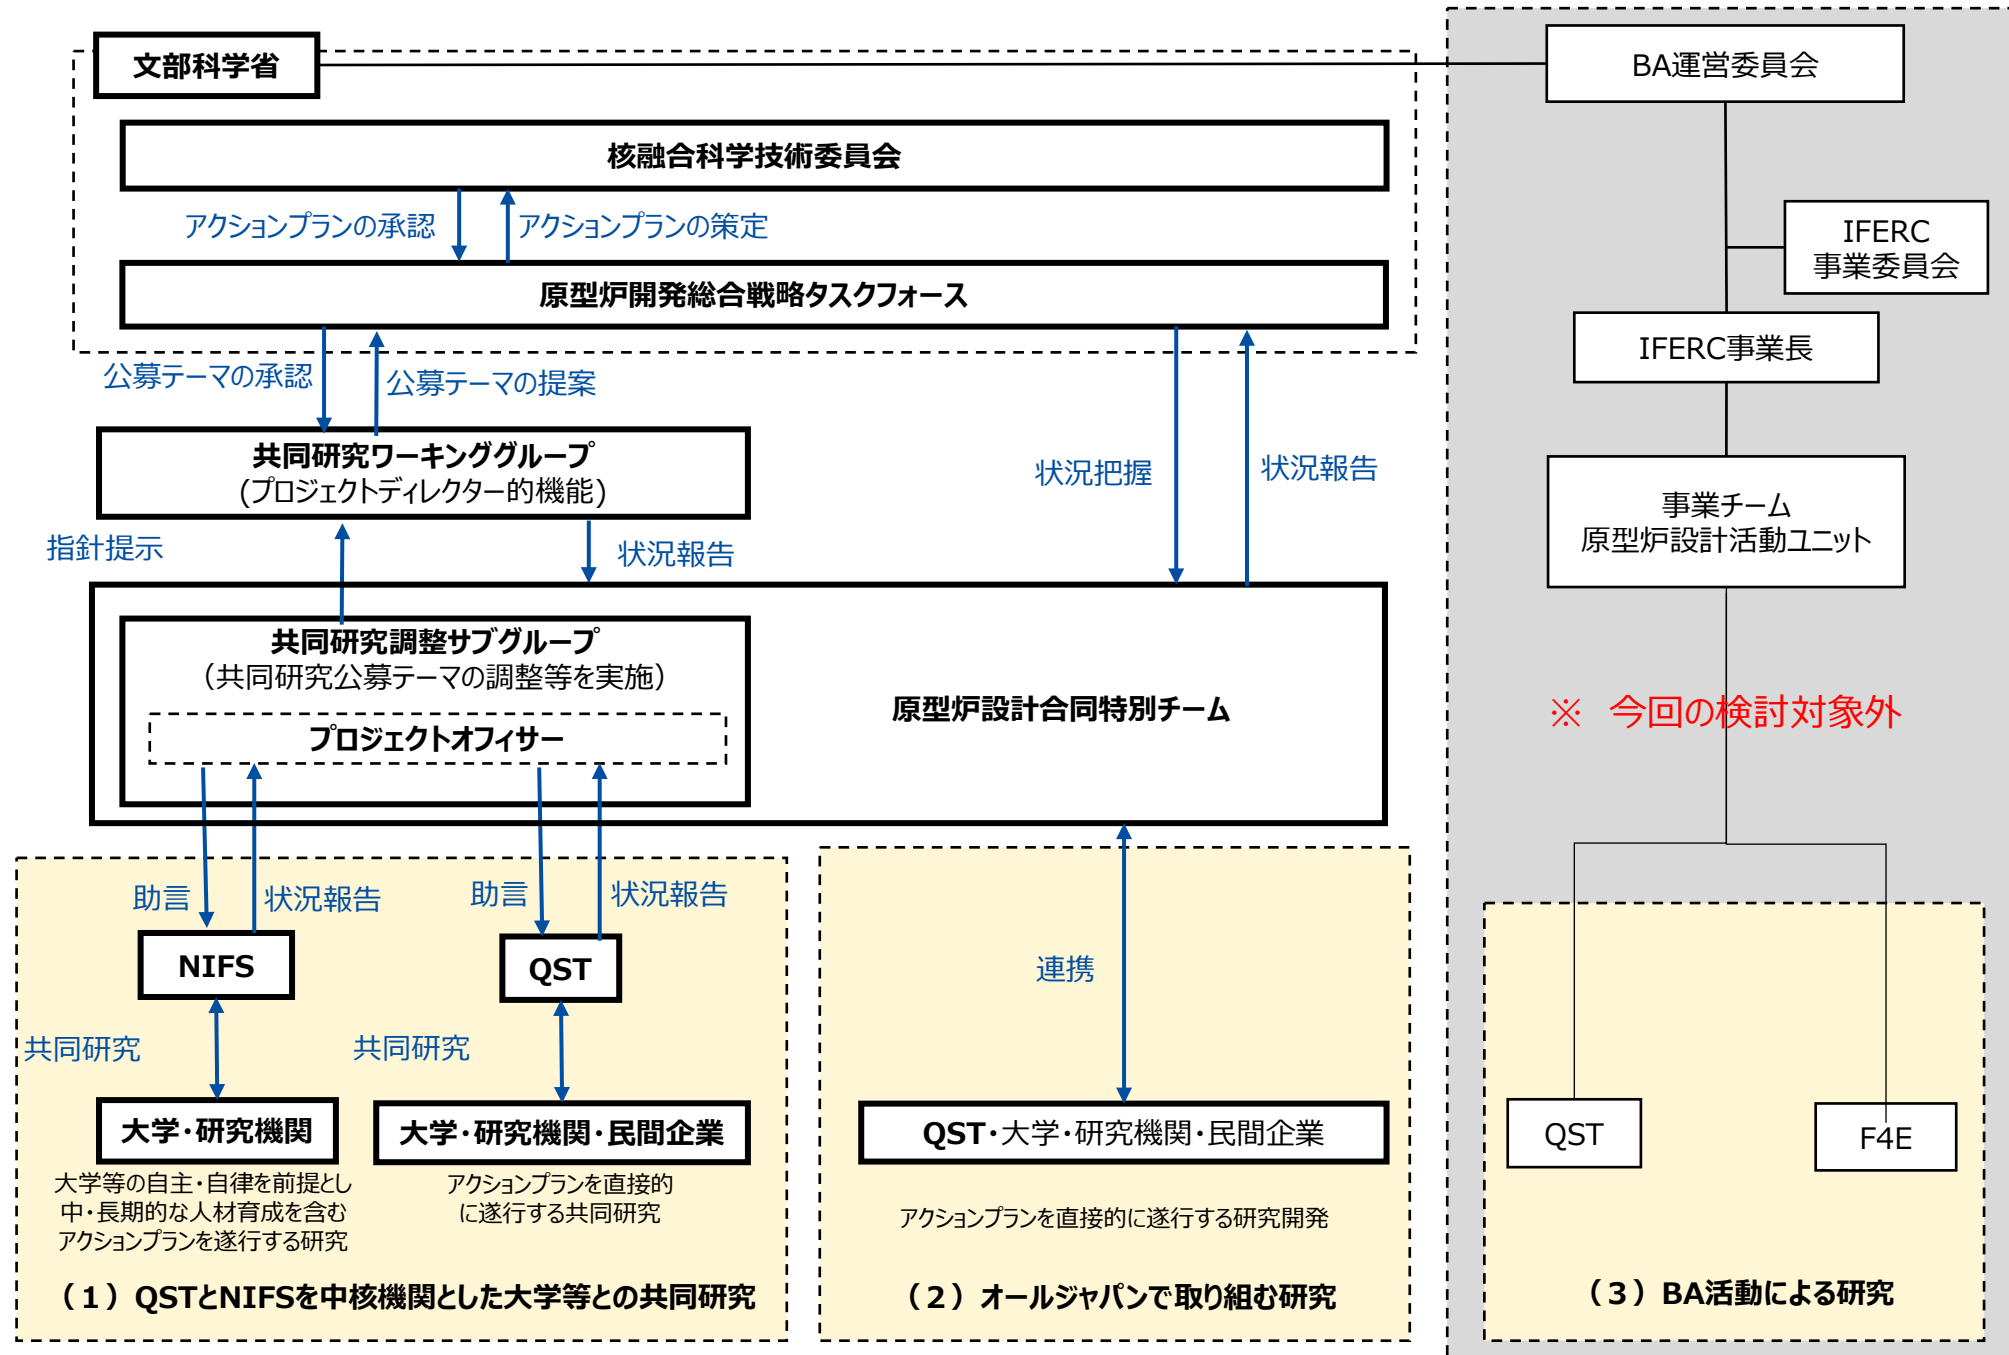 文部科学省
BA運営委員会
核融合科学技術委員会
アクションプランの承認
アクションプランの策定
IFERC
事業委員会
原型炉開発総合戦略タスクフォース
IFERC事業長
公募テーマの承認
公募テーマの提案
共同研究ワーキンググループ
(プロジェクトディレクター的機能)
状況把握
状況報告
事業チーム
原型炉設計活動ユニット
指針提示
状況報告
共同研究調整サブグループ
（共同研究公募テーマの調整等を実施）
プロジェクトオフィサー
原型炉設計合同特別チーム
※ 今回の検討対象外
助言
状況報告
助言
状況報告
NIFS
QST
連携
共同研究
共同研究
大学・研究機関
大学・研究機関・民間企業
QST・大学・研究機関・民間企業
QST
F4E
大学等の自主・自律を前提とし
中・長期的な人材育成を含む
アクションプランを遂行する研究
アクションプランを直接的
に遂行する共同研究
アクションプランを直接的に遂行する研究開発
（１）QSTとNIFSを中核機関とした大学等との共同研究
（２）オールジャパンで取り組む研究
（３）BA活動による研究